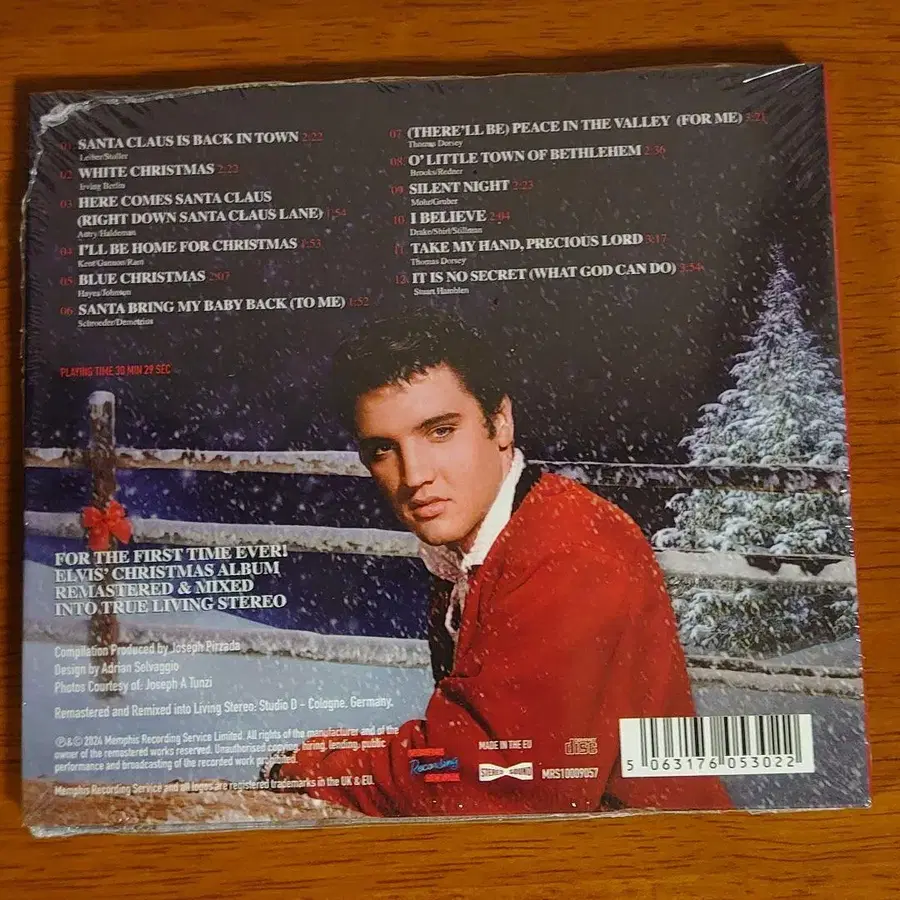 01. SANTA CLAUS IS BACK IN TOWN 2:22
Leiber/Stoller
02. WHITE CHRISTMAS 2:23
Irving Berlin
03. HERE COMES SANTA CLAUS
(RIGHT DOWN SANTA CLAUS LANE) 1:54
Autry/Haldeman
04. I'LL BE HOME FOR CHRISTMAS 1:53
Kent/Gannon/Ram
05. BLUE CHRISTMAS 2:07
Hayes/Johnson
06. SANTA BRING MY BABY BACK (TO ME) 1:52
Schroeder/Demetrius
07. (THERE'LL BE) PEACE IN THE VALLEY (FOR ME) 3:21
Thomas Dorsey
08. O' LITTLE TOWN OF BETHLEHEM 2:36
Brooks/Redner
09. SILENT NIGHT 2:23
Mohr/Gruber
10. I BELIEVE 2:04
Drake/Shirl/Stillman
11. TAKE MY HAND, PRECIOUS LORD 3:17
Thomas Dorsey
12. IT IS NO SECRET (WHAT GOD CAN DO) 3:54
Stuart Hamblen
PLAYING TIME 30 MIN 29 SEC
FOR THE FIRST TIME EVER!
ELVIS' CHRISTMAS ALBUM
REMASTERED & MIXED
INTO TRUE LIVING STEREO
Compilation Produced by Joseph Pirzada
Design by Adrian Selvaggio
Photos Courtesy of: Joseph A Tunzi
Remastered and Remixed into Living Stereo: Studio D - Cologne, Germany.
℗&© 2024 Memphis Recording Service Limited. All rights of the manufacturer and of the
owner of the remastered works reserved. Unauthorised copying, hiring, lending, public
performance and broadcasting of the recorded work prohibited.
Memphis Recording Service and all logos are registered trademarks in the UK & EU.
Recording
MADE IN THE EU
STEREO SOUND
disc
MRS10009057
5 063176 053022